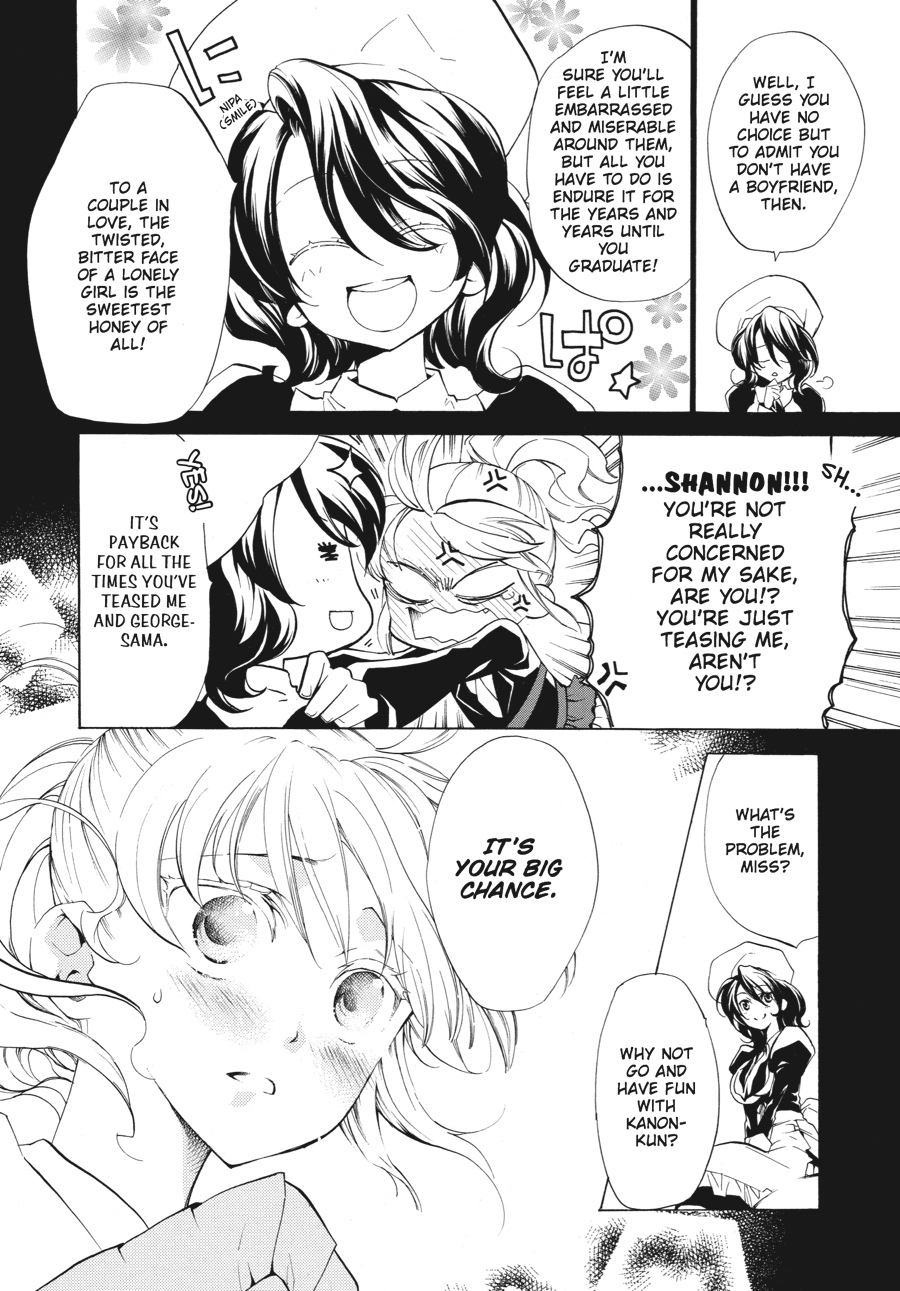 WELL, I
GUESS YOU
HAVE NO
CHOICE BUT
TO ADMIT YOU
DON'T HAVE
A BOYFRIEND,
THEN.
I'M
SURE YOU'LL
FEEL A LITTLE
EMBARRASSED
AND MISERABLE
AROUND THEM,
BUT ALL YOU
HAVE TO DO IS
ENDURE IT FOR
THE YEARS AND
YEARS UNTIL
YOU
GRADUATE!
に
NIPA
(SMILE)
ぱ
TO A
COUPLE IN
LOVE, THE
TWISTED,
BITTER FACE
OF A LONELY
GIRL IS THE
SWEETEST
HONEY OF
ALL!
SH...
...SHANNON!!!
YOU'RE NOT
REALLY
CONCERNED
FOR MY SAKE,
ARE YOU!?
YOU'RE JUST
TEASING ME,
AREN'T
YOU!?
YES!
IT'S
PAYBACK
FOR ALL THE
TIMES YOU'VE
TEASED ME
AND GEORGE-
SAMA.
WHAT'S
THE
PROBLEM,
MISS?
WHY NOT
GO AND
HAVE FUN
WITH
KANON-
KUN?
IT'S
YOUR BIG
CHANCE.